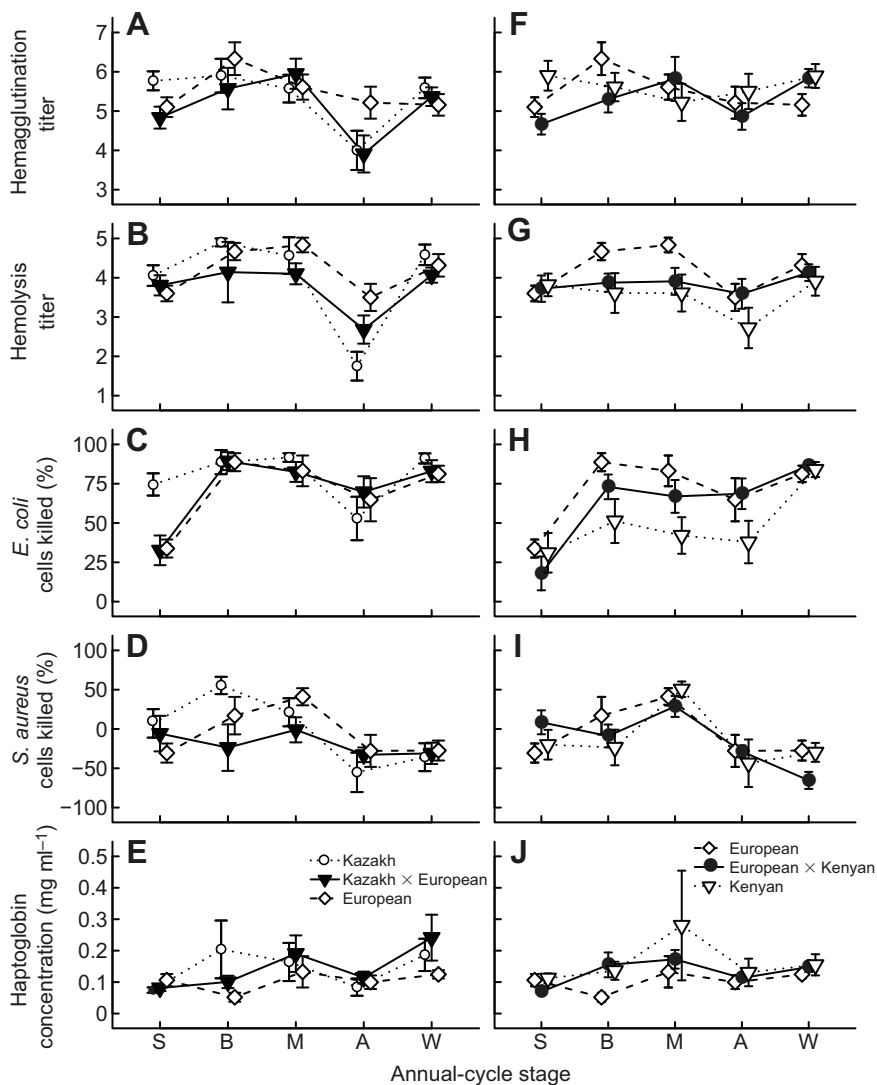 A
F
7
6
5
4
3
Hemagglutination
titer
B
G
5
4
3
2
1
Hemolysis
titer
C
H
100
75
50
25
0
E. coli
cells killed (%)
D
I
100
50
0
−50
−100
S. aureus
cells killed (%)
E
J
0.5
0.4
0.3
0.2
0.1
0
Haptoglobin
concentration (mg ml−1)
Kazakh
Kazakh × European
European
European
European × Kenyan
Kenyan
S B M A W
S B M A W
Annual-cycle stage